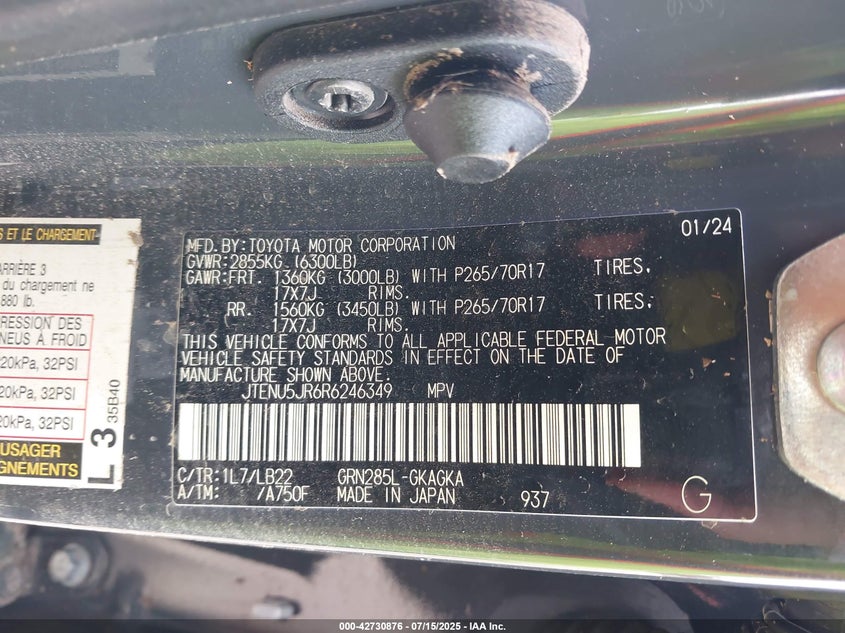 S ET LE CHARGEMENT
ARRIÈRE 3
du chargement ne
880 lb.
RESSION DES
NEUS À FROID
20kPa, 32PSI
20kPa, 32PSI
20kPa, 32PSI
USAGER
GNEMENTS
L 3
35B40
01/24
MFD.BY:TOYOTA MOTOR CORPORATION
GVWR:2855KG (6300LB)
GAWR:FRT. 1360KG (3000LB) WITH P265/70R17 TIRES,
17X7J RIMS.
RR. 1560KG (3450LB) WITH P265/70R17 TIRES,
17X7J RIMS.
THIS VEHICLE CONFORMS TO ALL APPLICABLE FEDERAL MOTOR
VEHICLE SAFETY STANDARDS IN EFFECT ON THE DATE OF
MANUFACTURE SHOWN ABOVE.
JTENU5JR6R6246349 MPV
C/TR:1L7/LB22 GRN285L-GKAGKA
A/TM: /A750F MADE IN JAPAN 937 G
000-42730876 - 07/15/2025 - IAA Inc.